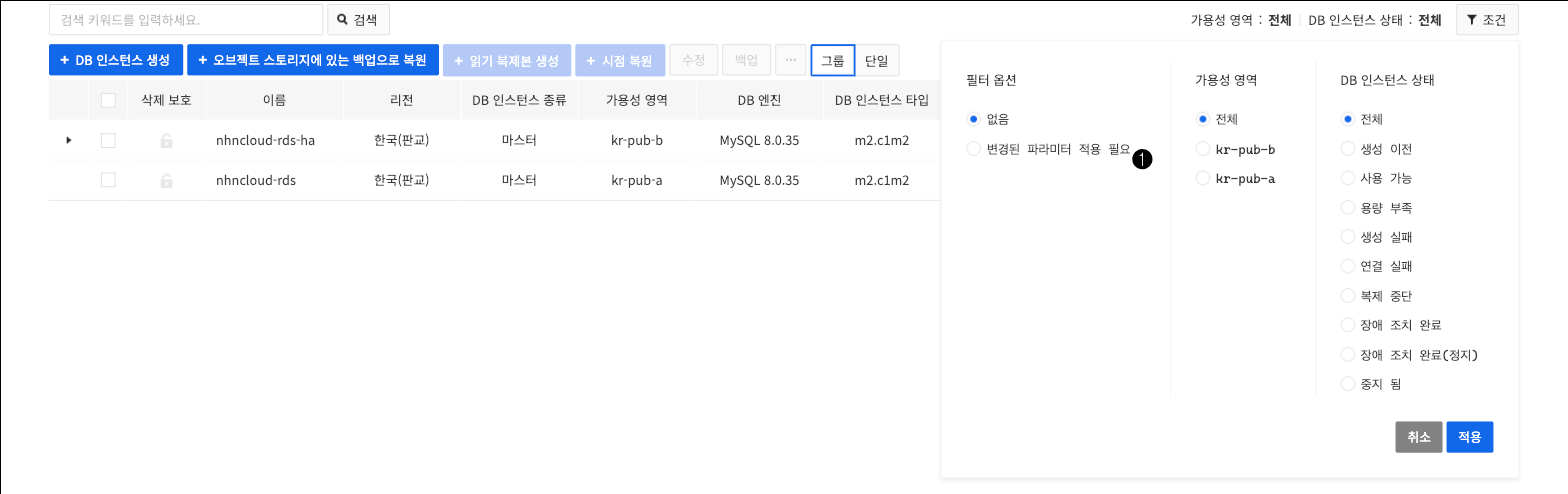 검색 키워드를 입력하세요. 검색 가용성 영역 : 전체 DB 인스턴스 상태 : 전체 조건
+ DB 인스턴스 생성 + 오브젝트 스토리지에 있는 백업으로 복원 + 읽기 복제본 생성 + 시점 복원 수정 백업 ... 그룹 단일
삭제 보호 이름 리전 DB 인스턴스 종류 가용성 영역 DB 엔진 DB 인스턴스 타입
nhncloud-rds-ha 한국(판교) 마스터 kr-pub-b MySQL 8.0.35 m2.c1m2
nhncloud-rds 한국(판교) 마스터 kr-pub-a MySQL 8.0.35 m2.c1m2
필터 옵션
없음
변경된 파라미터 적용 필요 1
가용성 영역
전체
kr-pub-b
kr-pub-a
DB 인스턴스 상태
전체
생성 이전
사용 가능
용량 부족
생성 실패
연결 실패
복제 중단
장애 조치 완료
장애 조치 완료(정지)
중지 됨
취소 적용